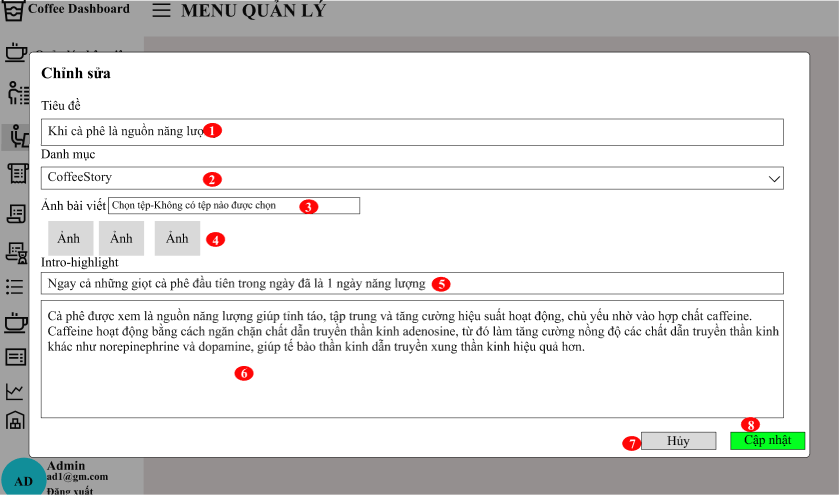 Coffee Dashboard
MENU QUẢN LÝ
Chỉnh sửa
Tiêu đề
Khi cà phê là nguồn năng lượ
1
Danh mục
CoffeeStory
2
Ảnh bài viết
Chọn tệp-Không có tệp nào được chọn
3
Ảnh
Ảnh
Ảnh
4
Intro-highlight
Ngay cả những giọt cà phê đầu tiên trong ngày đã là 1 ngày năng lượng
5
Cà phê được xem là nguồn năng lượng giúp tỉnh táo, tập trung và tăng cường hiệu suất hoạt động, chủ yếu nhờ vào hợp chất caffeine.
Caffeine hoạt động bằng cách ngăn chặn chất dẫn truyền thần kinh adenosine, từ đó làm tăng cường nồng độ các chất dẫn truyền thần kinh
khác như norepinephrine và dopamine, giúp tế bào thần kinh dẫn truyền xung thần kinh hiệu quả hơn.
6
7
Hủy
8
Cập nhật
AD
Admin
ad1@gm.com
Đăng xuất